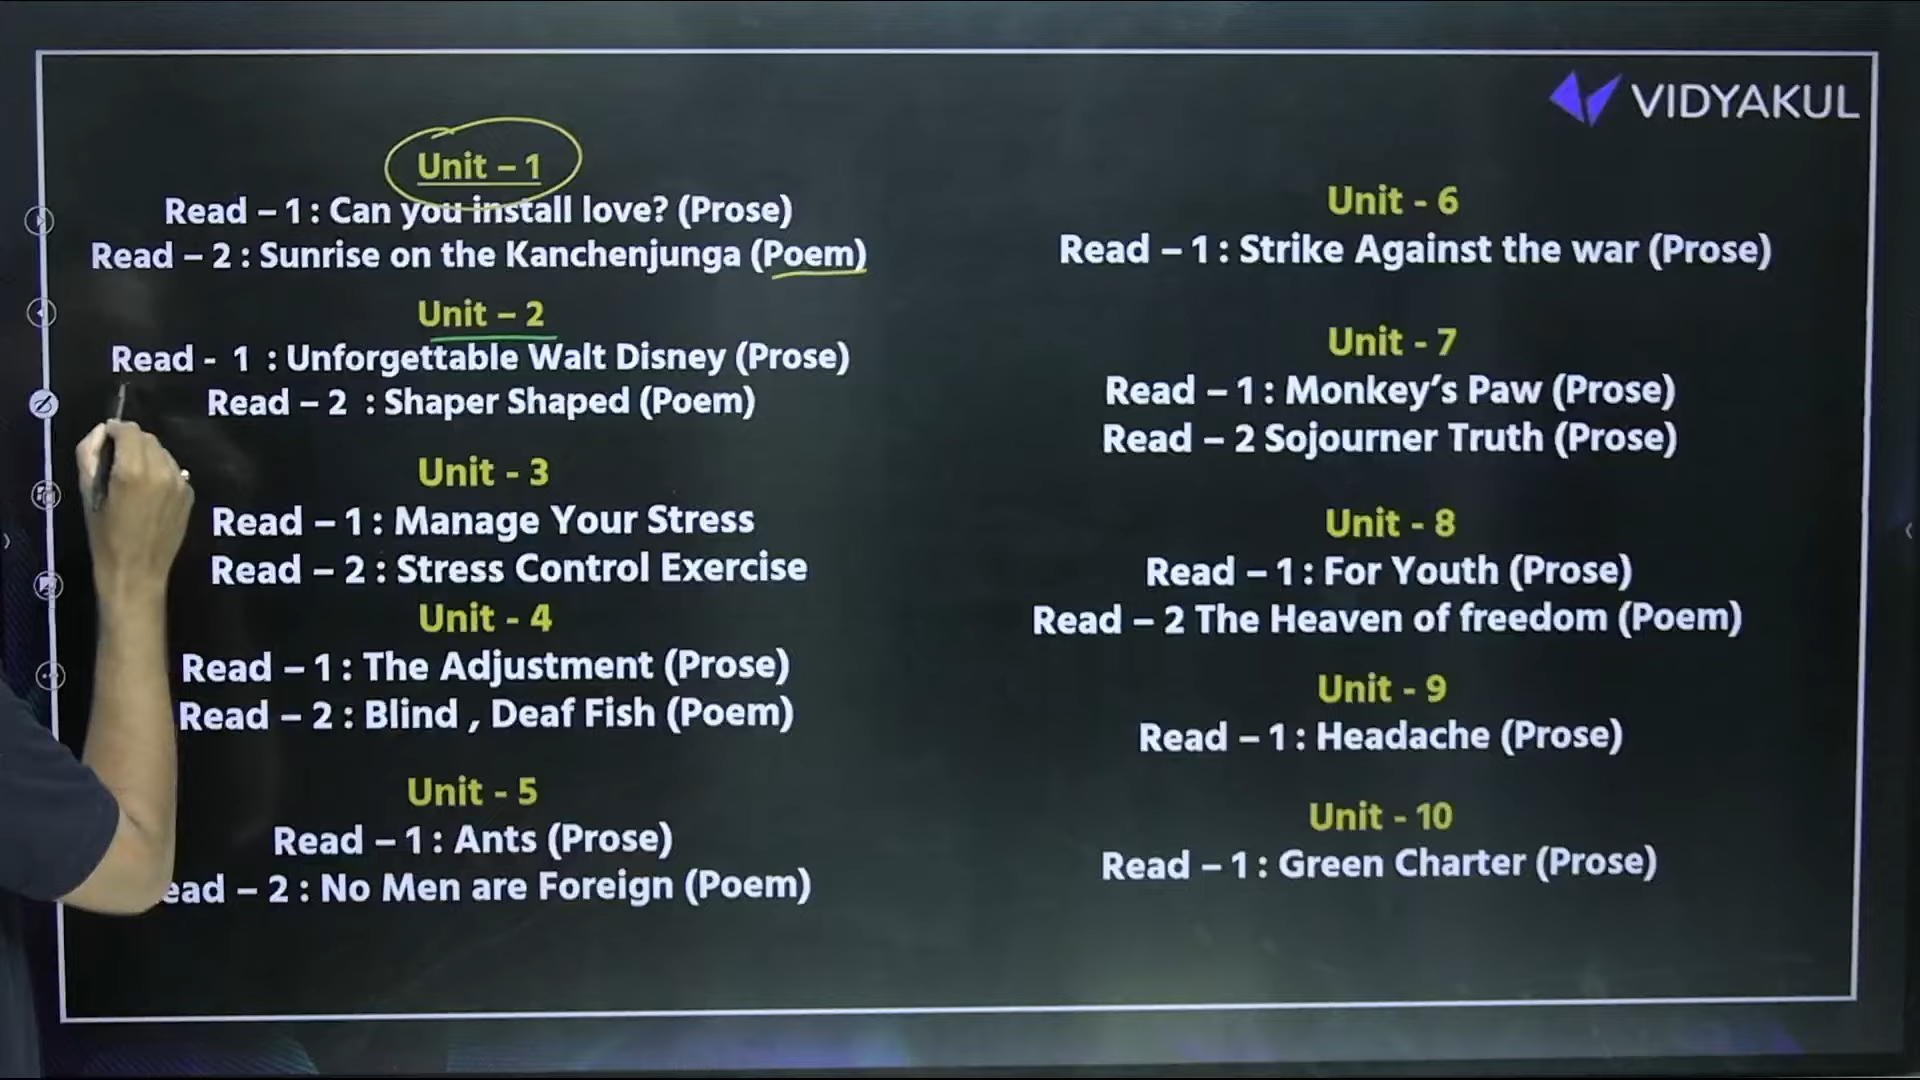 VIDYAKUL
Unit – 1
Read – 1 : Can you install love? (Prose)
Read – 2 : Sunrise on the Kanchenjunga (Poem)
Unit – 2
Read - 1 : Unforgettable Walt Disney (Prose)
Read – 2 : Shaper Shaped (Poem)
Unit - 3
Read – 1 : Manage Your Stress
Read – 2 : Stress Control Exercise
Unit - 4
Read – 1 : The Adjustment (Prose)
Read – 2 : Blind , Deaf Fish (Poem)
Unit - 5
Read – 1 : Ants (Prose)
ead – 2 : No Men are Foreign (Poem)
Unit - 6
Read – 1 : Strike Against the war (Prose)
Unit - 7
Read – 1 : Monkey’s Paw (Prose)
Read – 2 Sojourner Truth (Prose)
Unit - 8
Read – 1 : For Youth (Prose)
Read – 2 The Heaven of freedom (Poem)
Unit - 9
Read – 1 : Headache (Prose)
Unit - 10
Read – 1 : Green Charter (Prose)